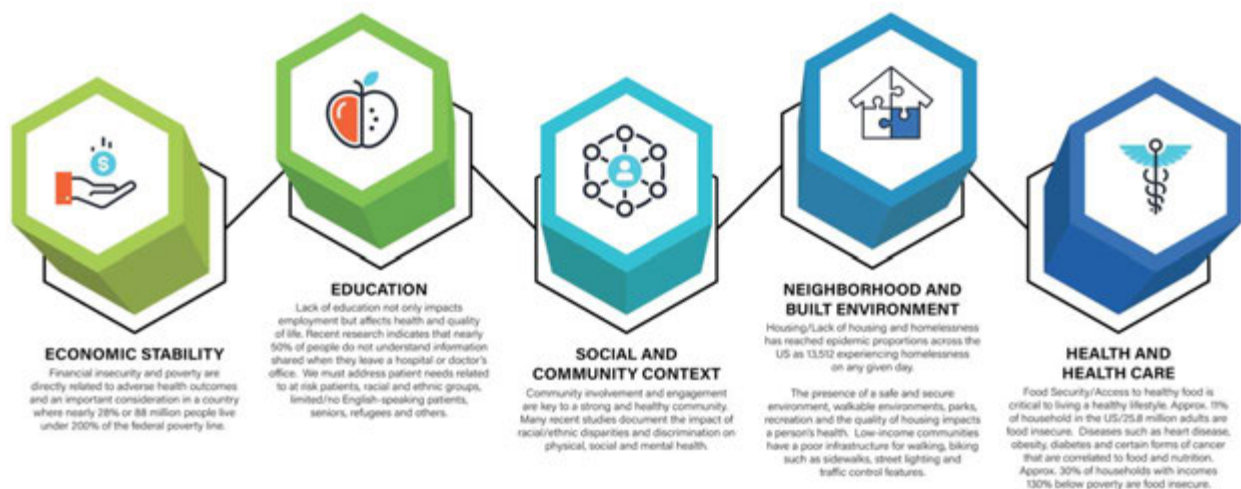 $
ECONOMIC STABILITY
Financial insecurity and poverty are
directly related to adverse health outcomes
and an important consideration in a country
where nearly 28% or 88 million people live
under 200% of the federal poverty line.
EDUCATION
Lack of education not only impacts
employment but affects health and quality
of life. Recent research indicates that nearly
50% of people do not understand information
shared when they leave a hospital or doctor's
office. We must address patient needs related
to at risk patients, racial and ethnic groups,
limited/no English-speaking patients,
seniors, refugees and others.
SOCIAL AND
COMMUNITY CONTEXT
Community involvement and engagement
are key to a strong and healthy community.
Many recent studies document the impact of
racial/ethnic disparities and discrimination on
physical, social and mental health.
NEIGHBORHOOD AND
BUILT ENVIRONMENT
Housing/Lack of housing and homelessness
has reached epidemic proportions across the
US as 13,512 experiencing homelessness
on any given day.
The presence of a safe and secure
environment, walkable environments, parks,
recreation and the quality of housing impacts
a person's health. Low-income communities
have a poor infrastructure for walking, biking
such as sidewalks, street lighting and
traffic control features.
HEALTH AND
HEALTH CARE
Food Security/Access to healthy food is
critical to living a healthy lifestyle. Approx. 11%
of household in the US/25.8 million adults are
food insecure. Diseases such as heart disease,
obesity, diabetes and certain forms of cancer
that are correlated to food and nutrition.
Approx. 30% of households with incomes
130% below poverty are food insecure.